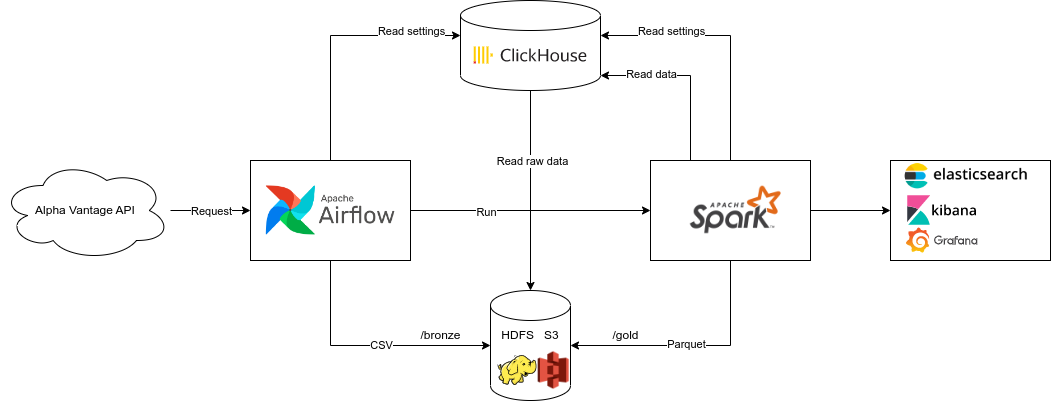 Read settings
ClickHouse
Read settings
Read data
Read raw data
Alpha Vantage API
Request
Apache
Airflow
Run
APACHE
Spark
TM
elasticsearch
kibana
Grafana
HDFS S3
CSV
/bronze
/gold
Parquet